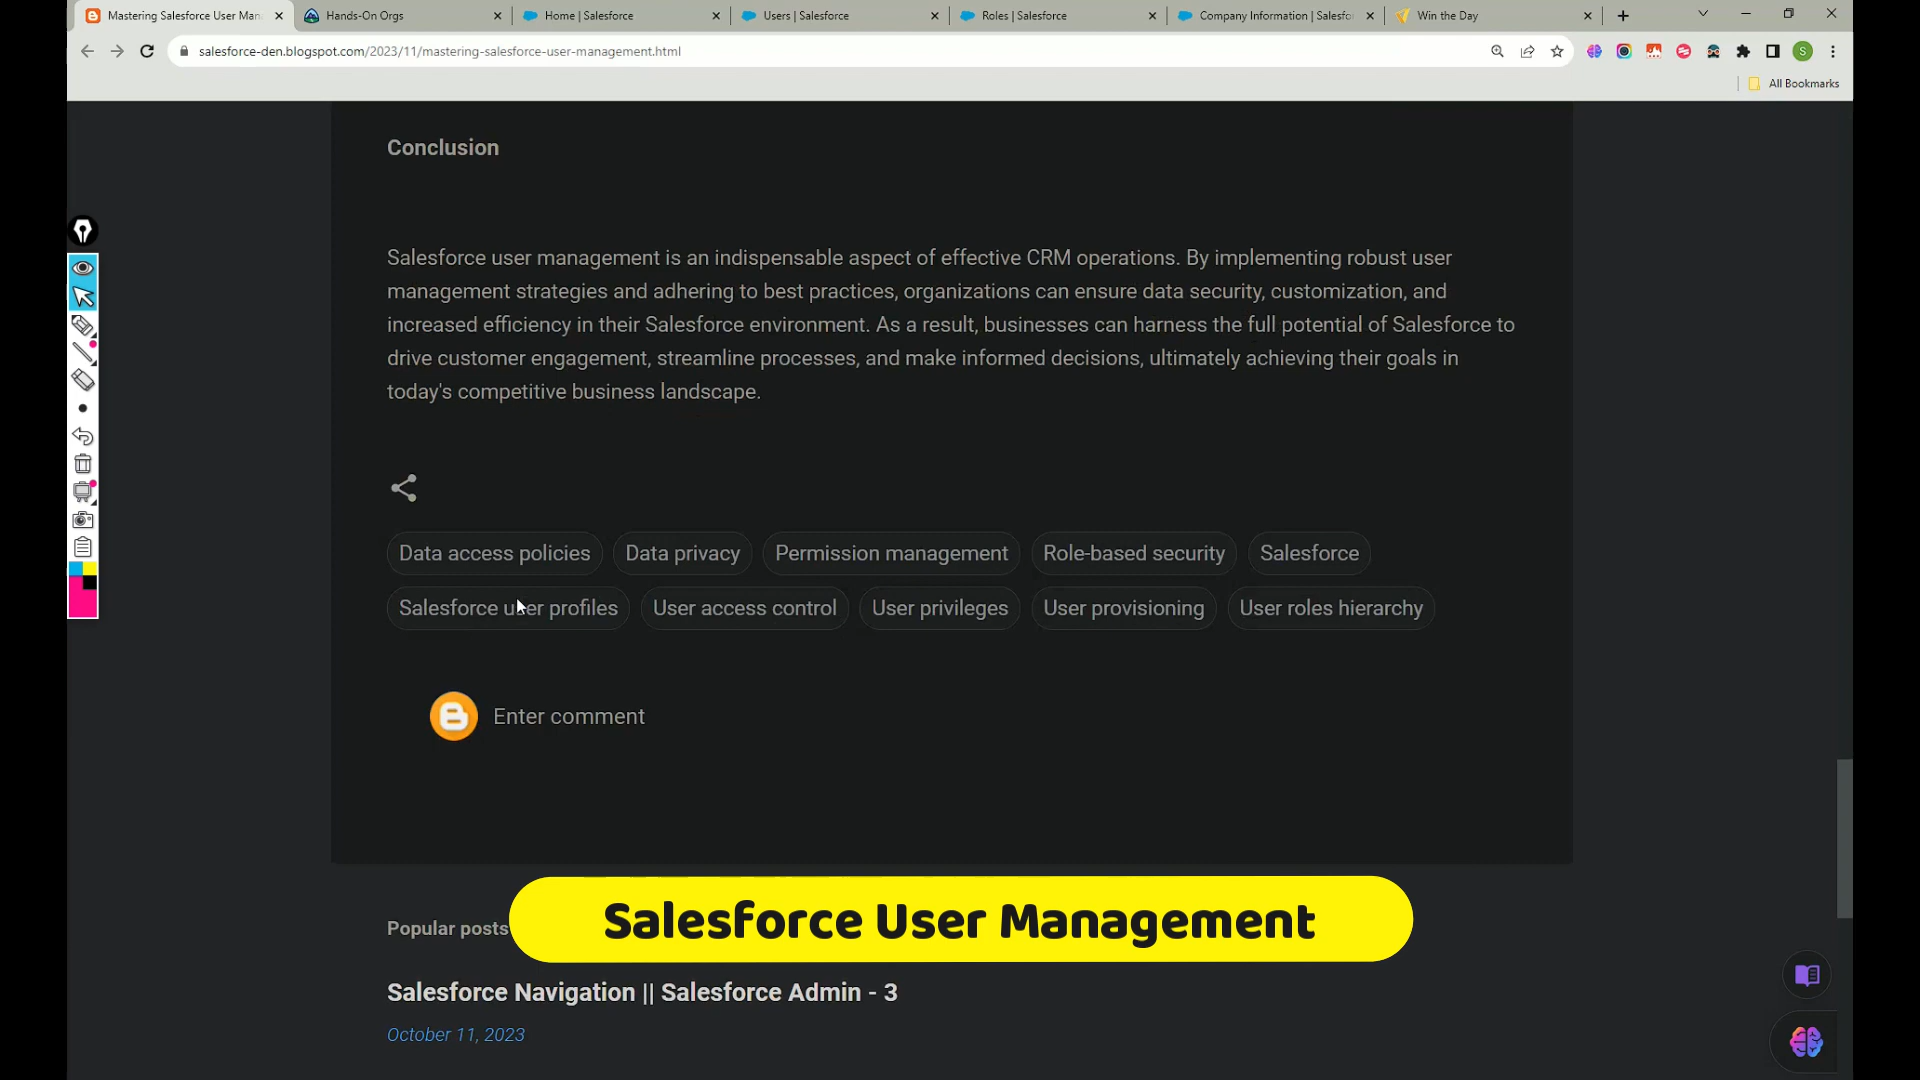 Mastering Salesforce User Man
Hands-On Orgs
Home | Salesforce
Users | Salesforce
Roles | Salesforce
Company Information | Salesfo
Win the Day
salesforce-den.blogspot.com/2023/11/mastering-salesforce-user-management.html
S
All Bookmarks
Conclusion
Salesforce user management is an indispensable aspect of effective CRM operations. By implementing robust user
management strategies and adhering to best practices, organizations can ensure data security, customization, and
increased efficiency in their Salesforce environment. As a result, businesses can harness the full potential of Salesforce to
drive customer engagement, streamline processes, and make informed decisions, ultimately achieving their goals in
today's competitive business landscape.
Data access policies Data privacy Permission management Role-based security Salesforce
Salesforce user profiles User access control User privileges User provisioning User roles hierarchy
Enter comment
Popular posts
Salesforce User Management
Salesforce Navigation || Salesforce Admin - 3
October 11, 2023